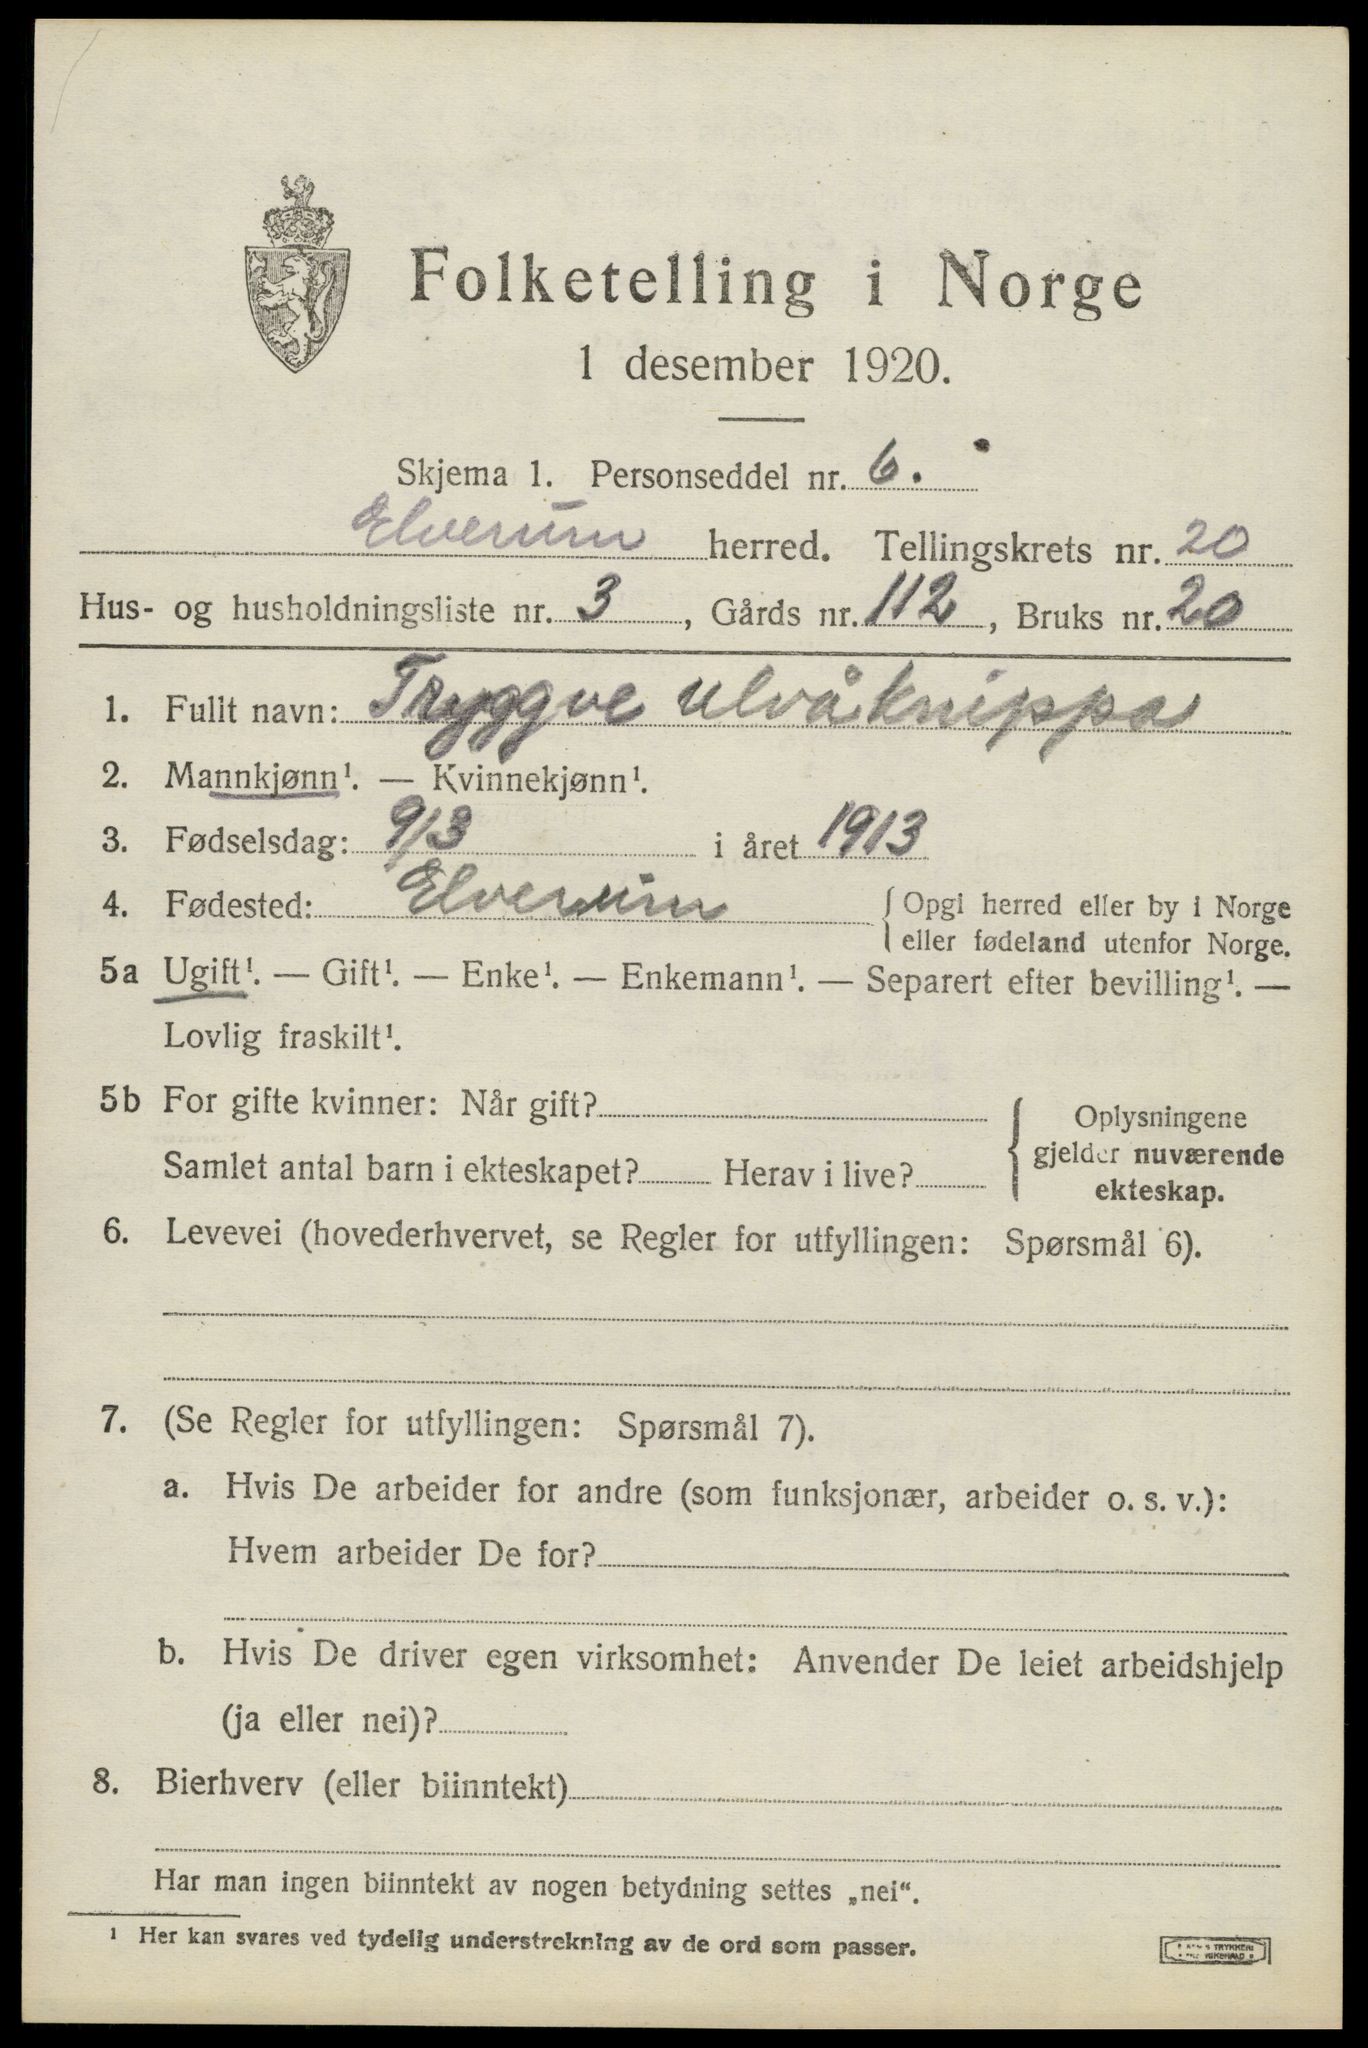 Folketelling i Norge
1 desember 1920.
Skjema 1. Personseddel nr. 6.
Elverum herred. Tellingskrets nr. 20
Hus- og husholdningsliste nr. 3, Gårds nr. 112, Bruks nr. 20
1. Fullt navn: Tryggve Ulvåknippa
2. Mannkjønn¹. — Kvinnekjønn¹.
3. Fødselsdag: 9/3 i året 1913
4. Fødested: Elverum { Opgi herred eller by i Norge
eller fødeland utenfor Norge.
5a Ugift¹. — Gift¹. — Enke¹. — Enkemann¹. — Separert efter bevilling¹. —
Lovlig fraskilt¹.
5b For gifte kvinner: Når gift?
Samlet antal barn i ekteskapet? Herav i live?
Oplysningene
gjelder nuværende
ekteskap.
6. Levevei (hovederhvervet, se Regler for utfyllingen: Spørsmål 6).
7. (Se Regler for utfyllingen: Spørsmål 7).
a. Hvis De arbeider for andre (som funksjonær, arbeider o. s. v.):
Hvem arbeider De for?
b. Hvis De driver egen virksomhet: Anvender De leiet arbeidshjelp
(ja eller nei)?
8. Bierhverv (eller biinntekt)
Har man ingen biinntekt av nogen betydning settes „nei“.
¹ Her kan svares ved tydelig understrekning av de ord som passer.